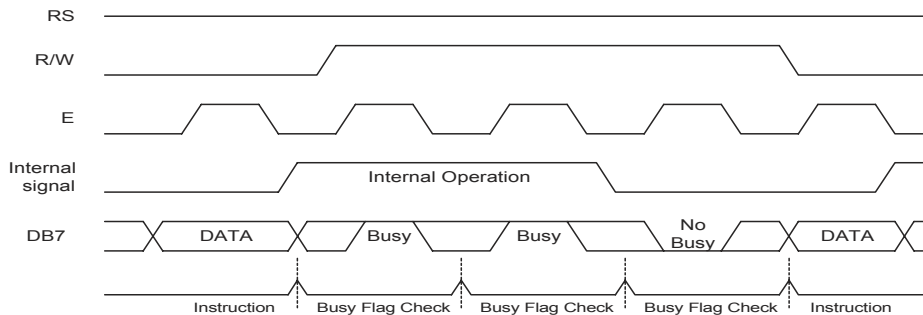 RS
R/W
E
Internal
signal
Internal Operation
DB7
DATA
Busy
Busy
No
Busy
DATA
Instruction
Busy Flag Check
Busy Flag Check
Busy Flag Check
Instruction